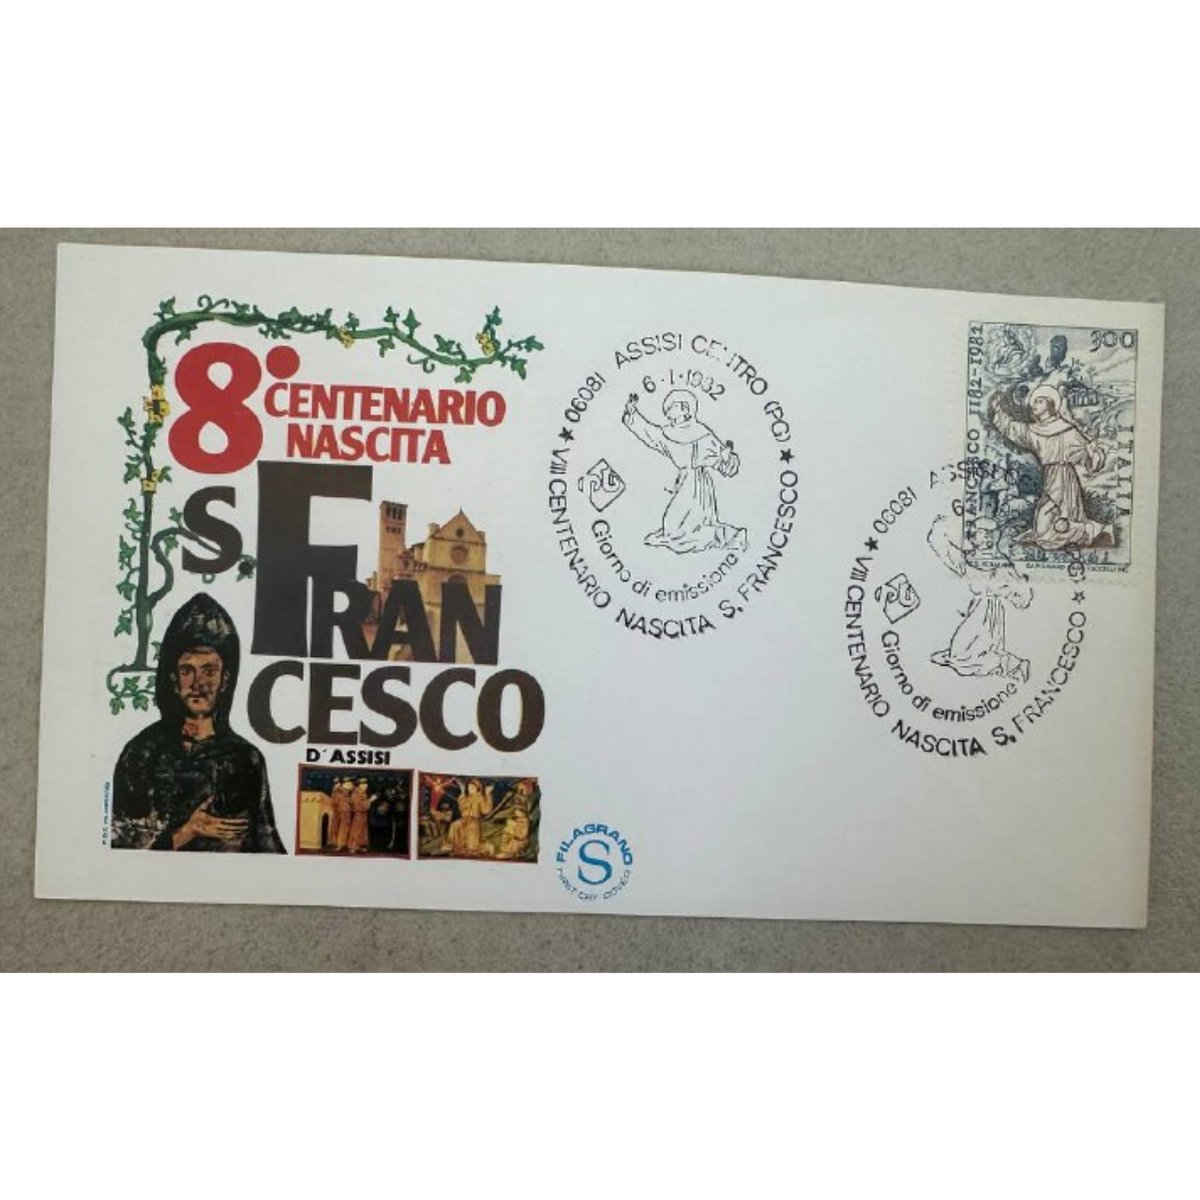 8° CENTENARIO
NASCITA
S FRAN
CESCO
D'ASSISI
FILAGRANO
S
FIRST DAY COVER
06081 ASSISI CENTRO (PG)
6-1-1982
Giorno di emissione
VIII CENTENARIO NASCITA S. FRANCESCO
300
S. FRANCESCO 1182-1982
ITALIA
06081 ASSISI
Giorno di emissione
VIII CENTENARIO NASCITA S. FRANCESCO